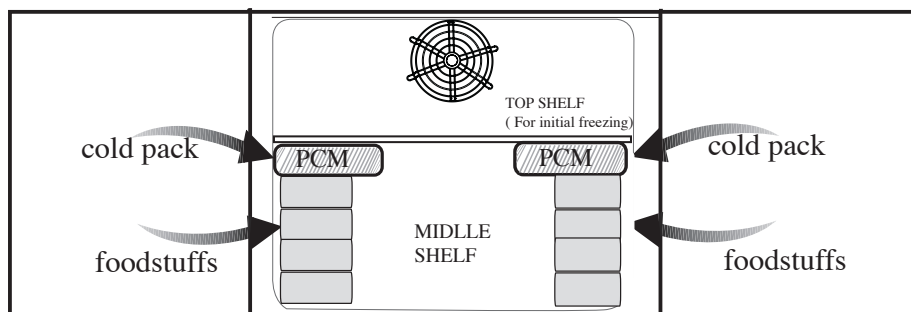 TOP SHELF
( For initial freezing)
cold pack
cold pack
PCM
PCM
MIDLLE
SHELF
foodstuffs
foodstuffs